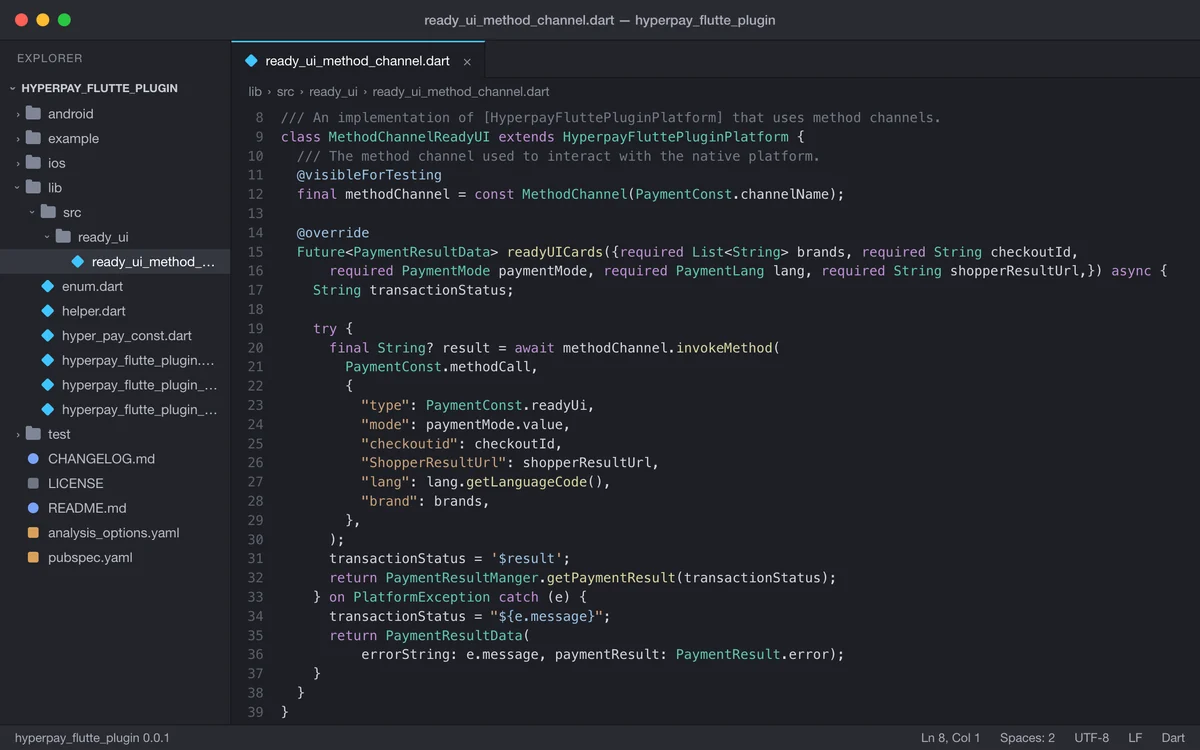 ready_ui_method_channel.dart — hyperpay_flutte_plugin
EXPLORER
HYPERPAY_FLUTTE_PLUGIN
android
example
ios
lib
src
ready_ui
ready_ui_method_...
enum.dart
helper.dart
hyper_pay_const.dart
hyperpay_flutte_plugin....
hyperpay_flutte_plugin_...
hyperpay_flutte_plugin_...
test
CHANGELOG.md
LICENSE
README.md
analysis_options.yaml
pubspec.yaml
ready_ui_method_channel.dart ×
lib › src › ready_ui › ready_ui_method_channel.dart
8 /// An implementation of [HyperpayFluttePluginPlatform] that uses method channels.
9 class MethodChannelReadyUI extends HyperpayFluttePluginPlatform {
10   /// The method channel used to interact with the native platform.
11   @visibleForTesting
12   final methodChannel = const MethodChannel(PaymentConst.channelName);
13
14   @override
15   Future<PaymentResultData> readyUICards({required List<String> brands, required String checkoutId,
16       required PaymentMode paymentMode, required PaymentLang lang, required String shopperResultUrl,}) async {
17     String transactionStatus;
18
19     try {
20       final String? result = await methodChannel.invokeMethod(
21         PaymentConst.methodCall,
22         {
23           "type": PaymentConst.readyUi,
24           "mode": paymentMode.value,
25           "checkoutid": checkoutId,
26           "ShopperResultUrl": shopperResultUrl,
27           "lang": lang.getLanguageCode(),
28           "brand": brands,
29         },
30       );
31       transactionStatus = '$result';
32       return PaymentResultManger.getPaymentResult(transactionStatus);
33     } on PlatformException catch (e) {
34       transactionStatus = "${e.message}";
35       return PaymentResultData(
36           errorString: e.message, paymentResult: PaymentResult.error);
37     }
38   }
39 }
hyperpay_flutte_plugin 0.0.1
Ln 8, Col 1 Spaces: 2 UTF-8 LF Dart